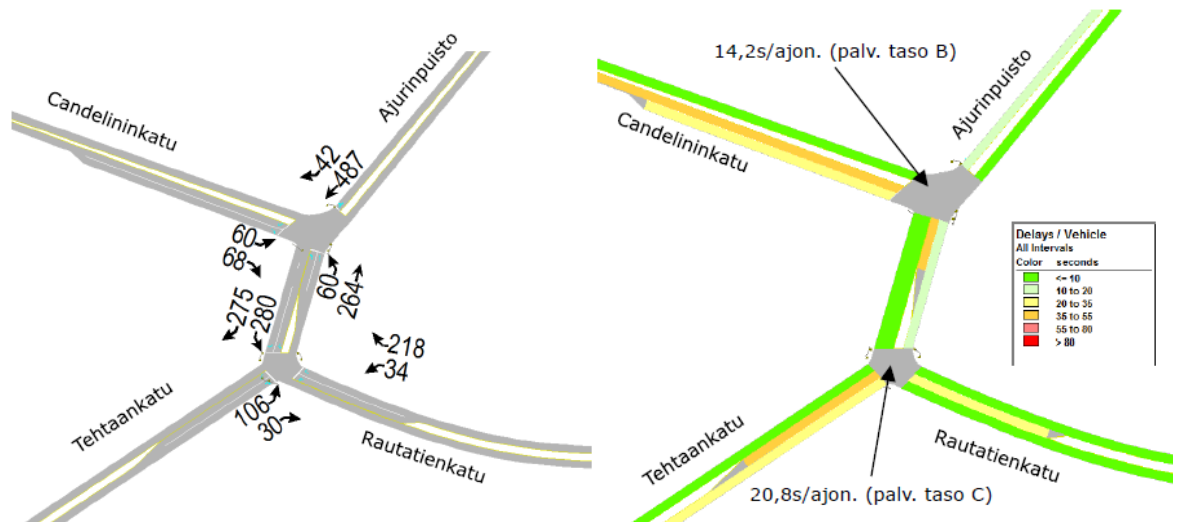 Candelininkatu
Ajurinpuisto
42
487
60
68
60
264
275
280
218
34
106
30
Tehtaankatu
Rautatienkatu
14,2s/ajon. (palv. taso B)
Ajurinpuisto
Candelininkatu
Delays / Vehicle
All Intervals
Color seconds
<= 10
10 to 20
20 to 35
35 to 55
55 to 80
> 80
Tehtaankatu
Rautatienkatu
20,8s/ajon. (palv. taso C)